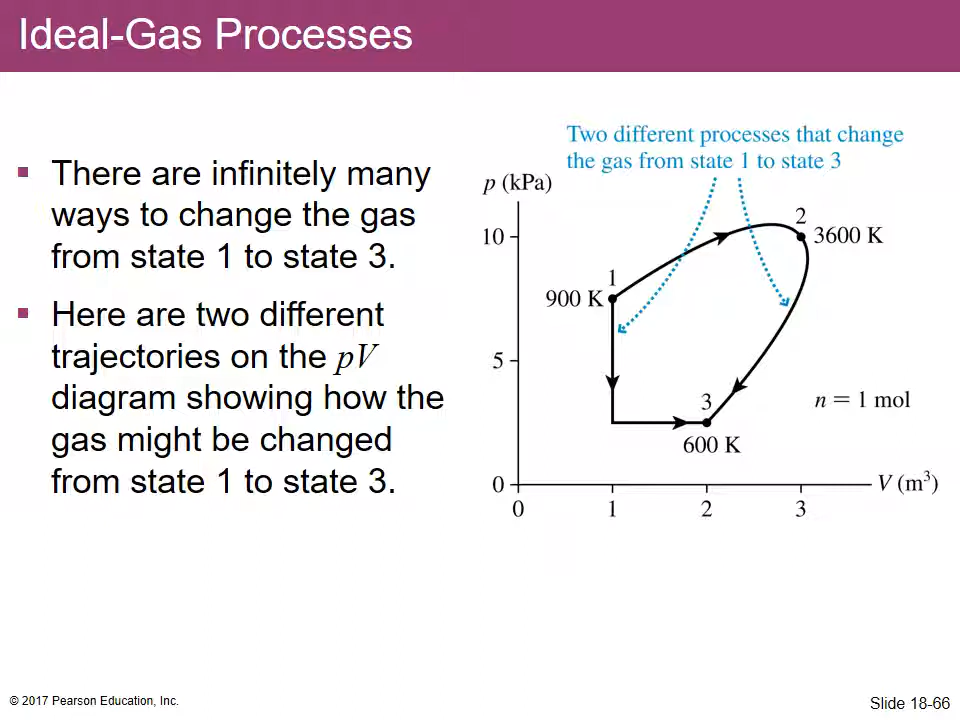 Ideal-Gas Processes
▪ There are infinitely many
ways to change the gas
from state 1 to state 3.
▪ Here are two different
trajectories on the pV
diagram showing how the
gas might be changed
from state 1 to state 3.
Two different processes that change
the gas from state 1 to state 3
p (kPa)
2
10
3600 K
1
900 K
5
3
n = 1 mol
600 K
0
V (m³)
0 1 2 3
© 2017 Pearson Education, Inc.
Slide 18-66